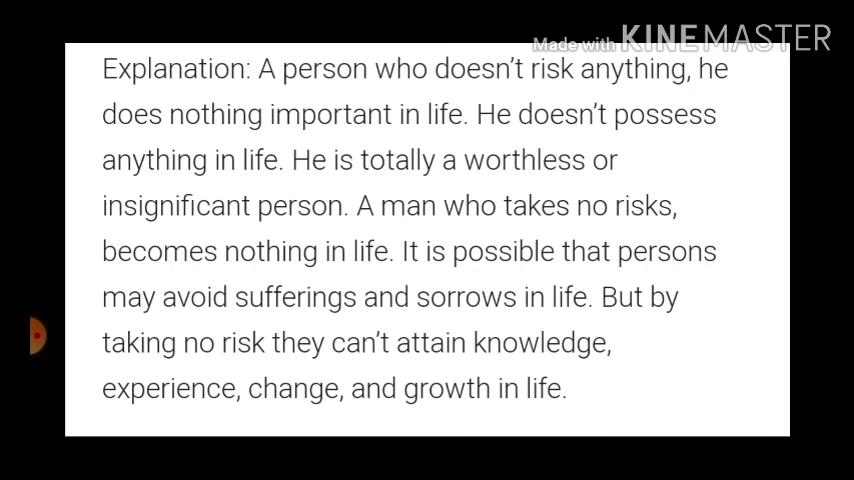 Made with KINEMASTER
Explanation: A person who doesn’t risk anything, he
does nothing important in life. He doesn’t possess
anything in life. He is totally a worthless or
insignificant person. A man who takes no risks,
becomes nothing in life. It is possible that persons
may avoid sufferings and sorrows in life. But by
taking no risk they can’t attain knowledge,
experience, change, and growth in life.